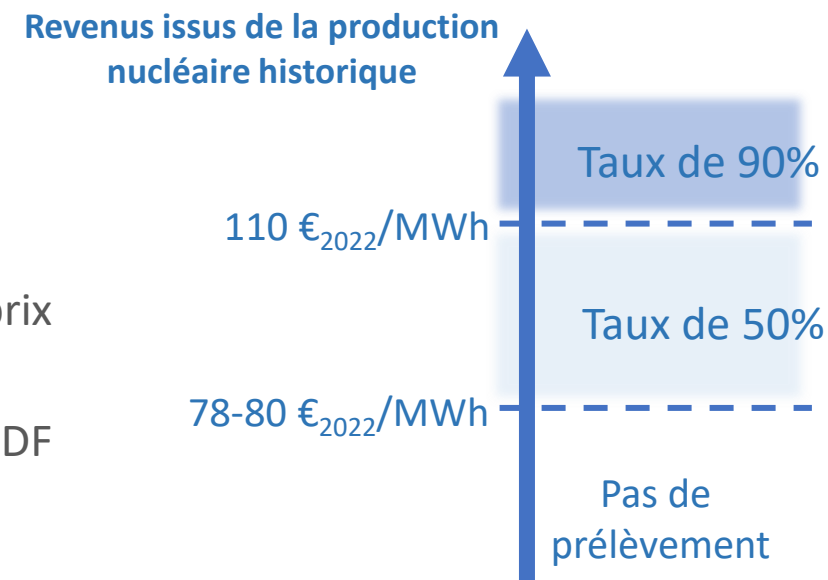 Revenus issus de la production
nucléaire historique
Taux de 90%
110 €2022/MWh
prix
Taux de 50%
78-80 €2022/MWh
DF
Pas de
prélèvement